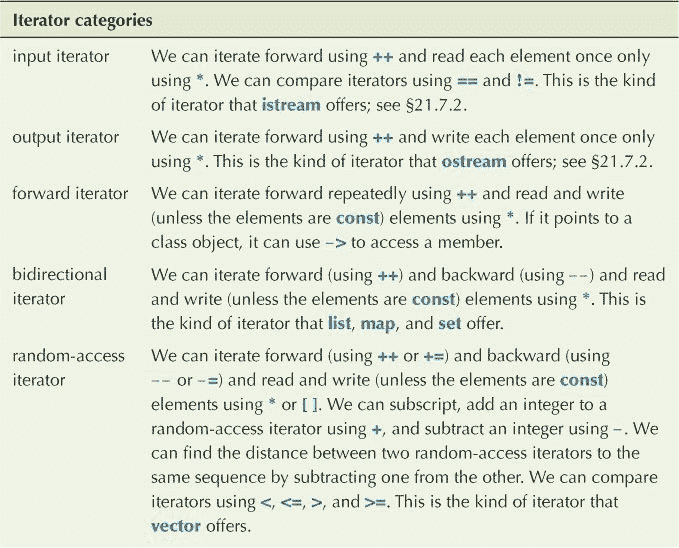 Iterator categories
input iterator We can iterate forward using ++ and read each element once only
using *. We can compare iterators using == and !=. This is the kind
of iterator that istream offers; see §21.7.2.
output iterator We can iterate forward using ++ and write each element once only
using *. This is the kind of iterator that ostream offers; see §21.7.2.
forward iterator We can iterate forward repeatedly using ++ and read and write
(unless the elements are const) elements using *. If it points to a
class object, it can use –> to access a member.
bidirectional We can iterate forward (using ++) and backward (using ––) and read
iterator and write (unless the elements are const) elements using *. This is
the kind of iterator that list, map, and set offer.
random-access We can iterate forward (using ++ or +=) and backward (using
iterator –– or –=) and read and write (unless the elements are const)
elements using * or [ ]. We can subscript, add an integer to a
random-access iterator using +, and subtract an integer using –. We
can find the distance between two random-access iterators to the
same sequence by subtracting one from the other. We can compare
iterators using <, <=, >, and >=. This is the kind of iterator that
vector offers.